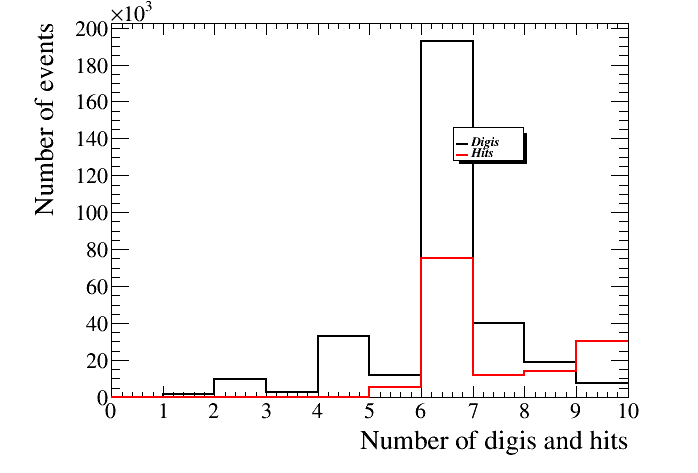 ×10³
200
180
160
140
120
100
80
60
40
20
0
Number of events
Digis
Hits
0 1 2 3 4 5 6 7 8 9 10
Number of digis and hits